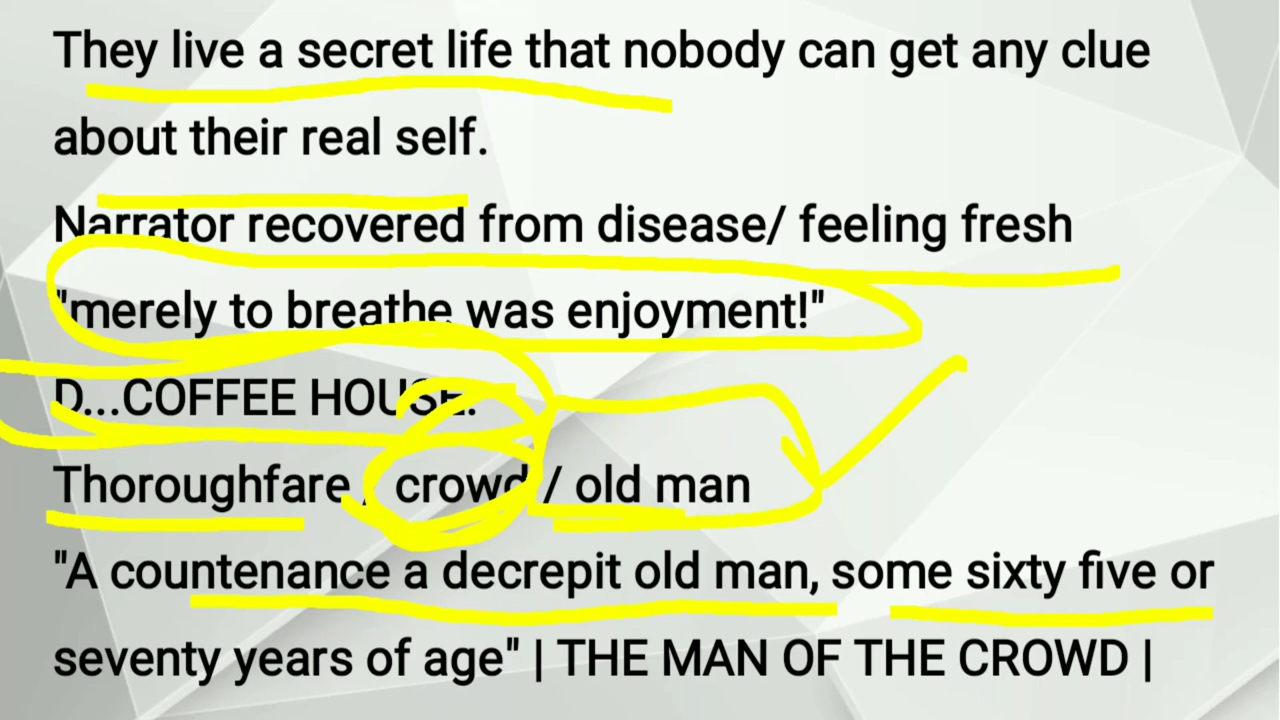 They live a secret life that nobody can get any clue
about their real self.
Narrator recovered from disease/ feeling fresh
"merely to breathe was enjoyment!"
D...COFFEE HOUSE.
Thoroughfare , crowd / old man
"A countenance a decrepit old man, some sixty five or
seventy years of age" | THE MAN OF THE CROWD |